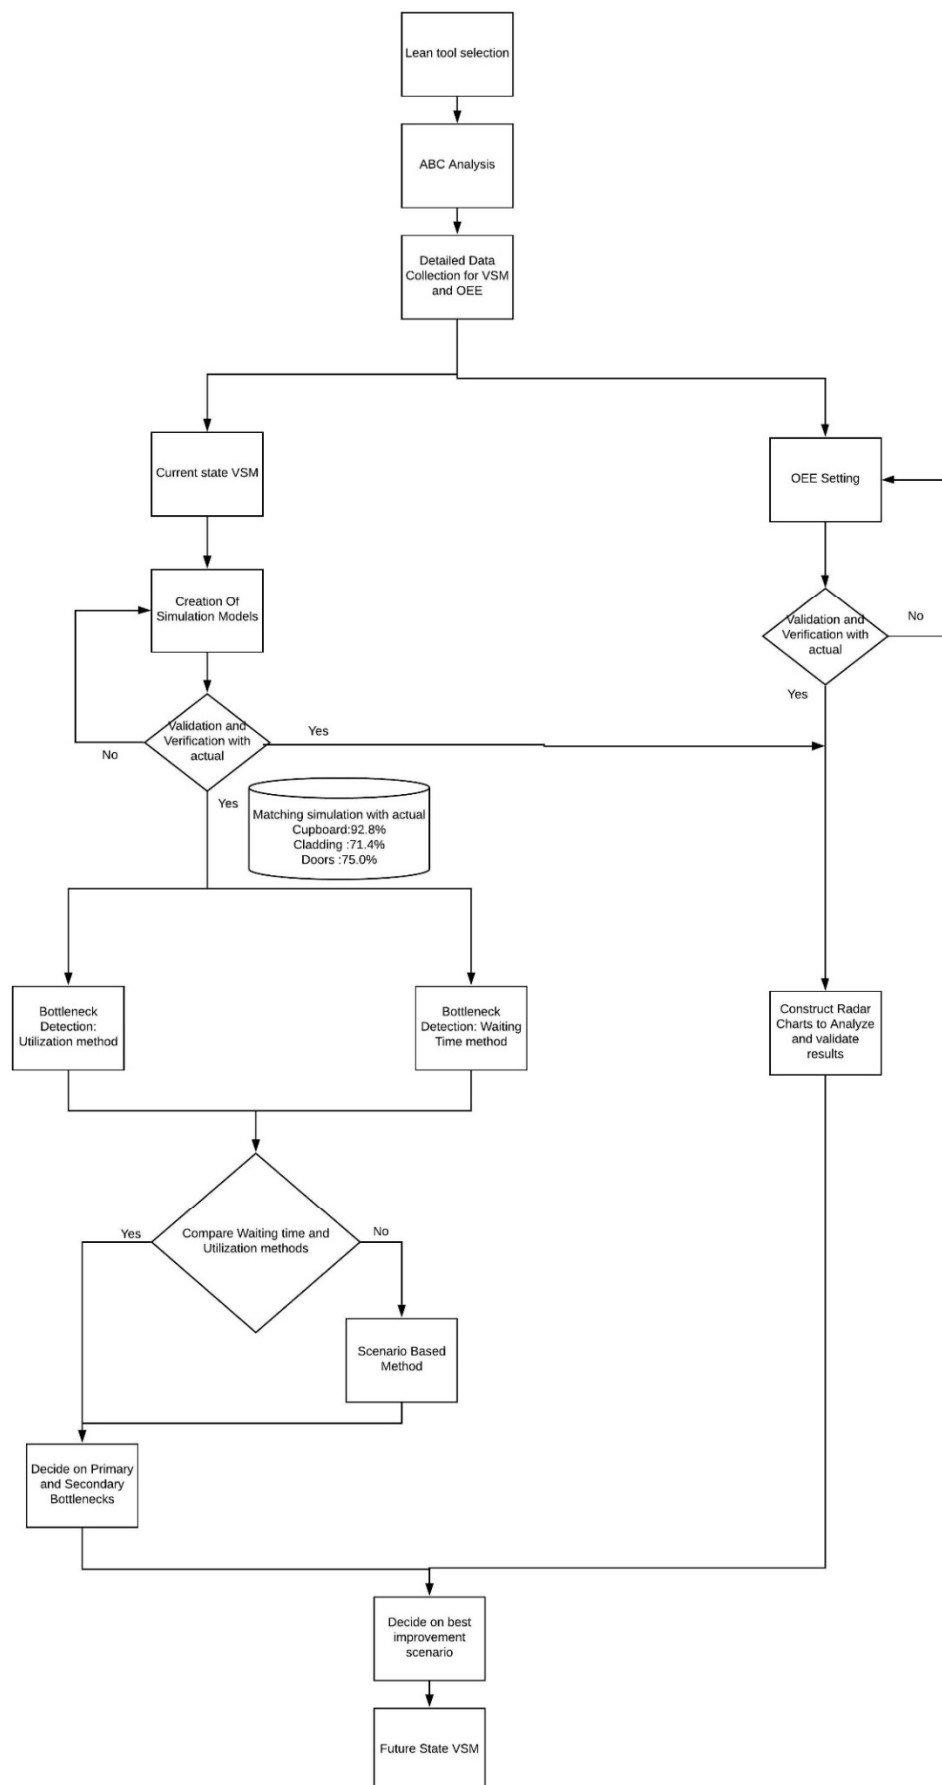 Lean tool selection
ABC Analysis
Detailed Data
Collection for VSM
and OEE
Current state VSM
OEE Setting
Creation Of
Simulation Models
Validation and
Verification with
actual
No
Yes
Validation and
Verification with
actual
Yes
No
Yes
Matching simulation with actual
Cupboard:92.8%
Cladding :71.4%
Doors :75.0%
Bottleneck
Detection:
Utilization method
Bottleneck
Detection: Waiting
Time method
Construct Radar
Charts to Analyze
and validate
results
Yes
Compare Waiting time and
Utilization methods
No
Scenario Based
Method
Decide on Primary
and Secondary
Bottlenecks
Decide on best
improvement
scenario
Future State VSM